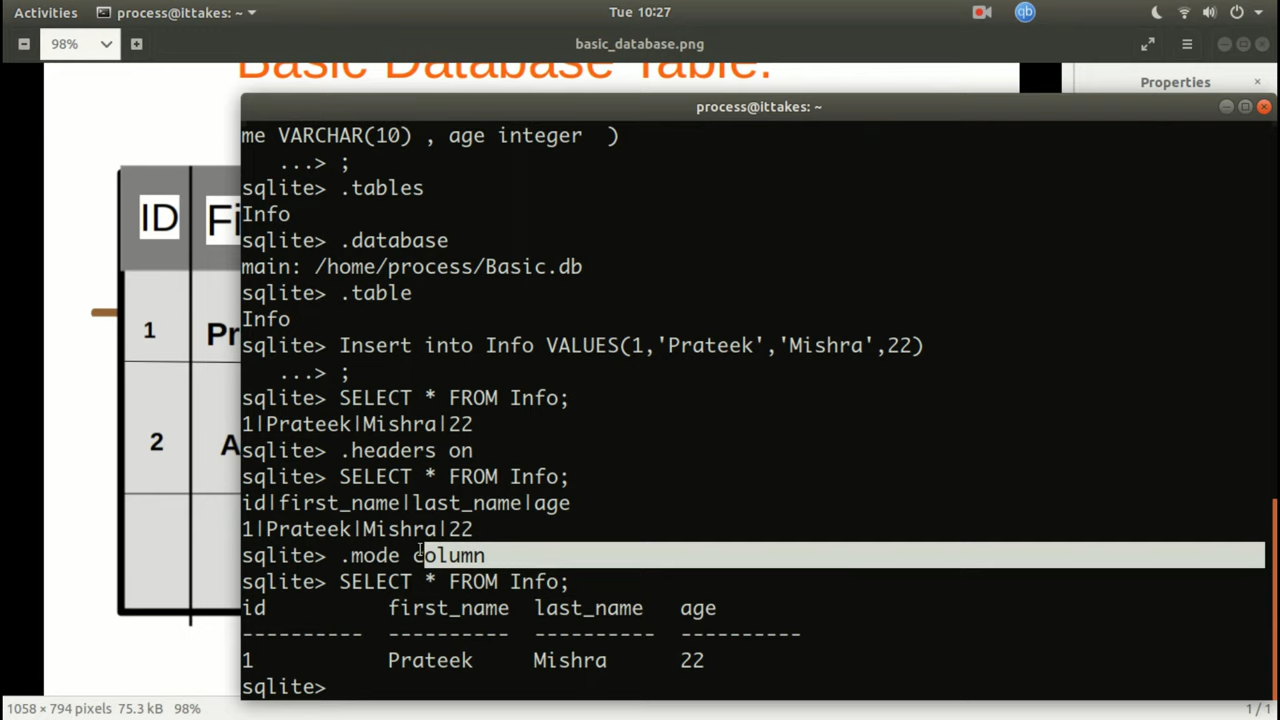 Activities process@ittakes: ~ Tue 10:27 qb
98% basic_database.png
Basic Database Table.
Properties ×
process@ittakes: ~
me VARCHAR(10) , age integer  )
...> ;
sqlite> .tables
Info
sqlite> .database
main: /home/process/Basic.db
sqlite> .table
Info
sqlite> Insert into Info VALUES(1,'Prateek','Mishra',22)
...> ;
sqlite> SELECT * FROM Info;
1|Prateek|Mishra|22
sqlite> .headers on
sqlite> SELECT * FROM Info;
id|first_name|last_name|age
1|Prateek|Mishra|22
sqlite> .mode column
sqlite> SELECT * FROM Info;
id first_name last_name age
---------- ---------- ---------- ----------
1 Prateek Mishra 22
sqlite>
ID Fi
1 Pr
2 A
1058 × 794 pixels 75.3 kB 98% 1 / 1